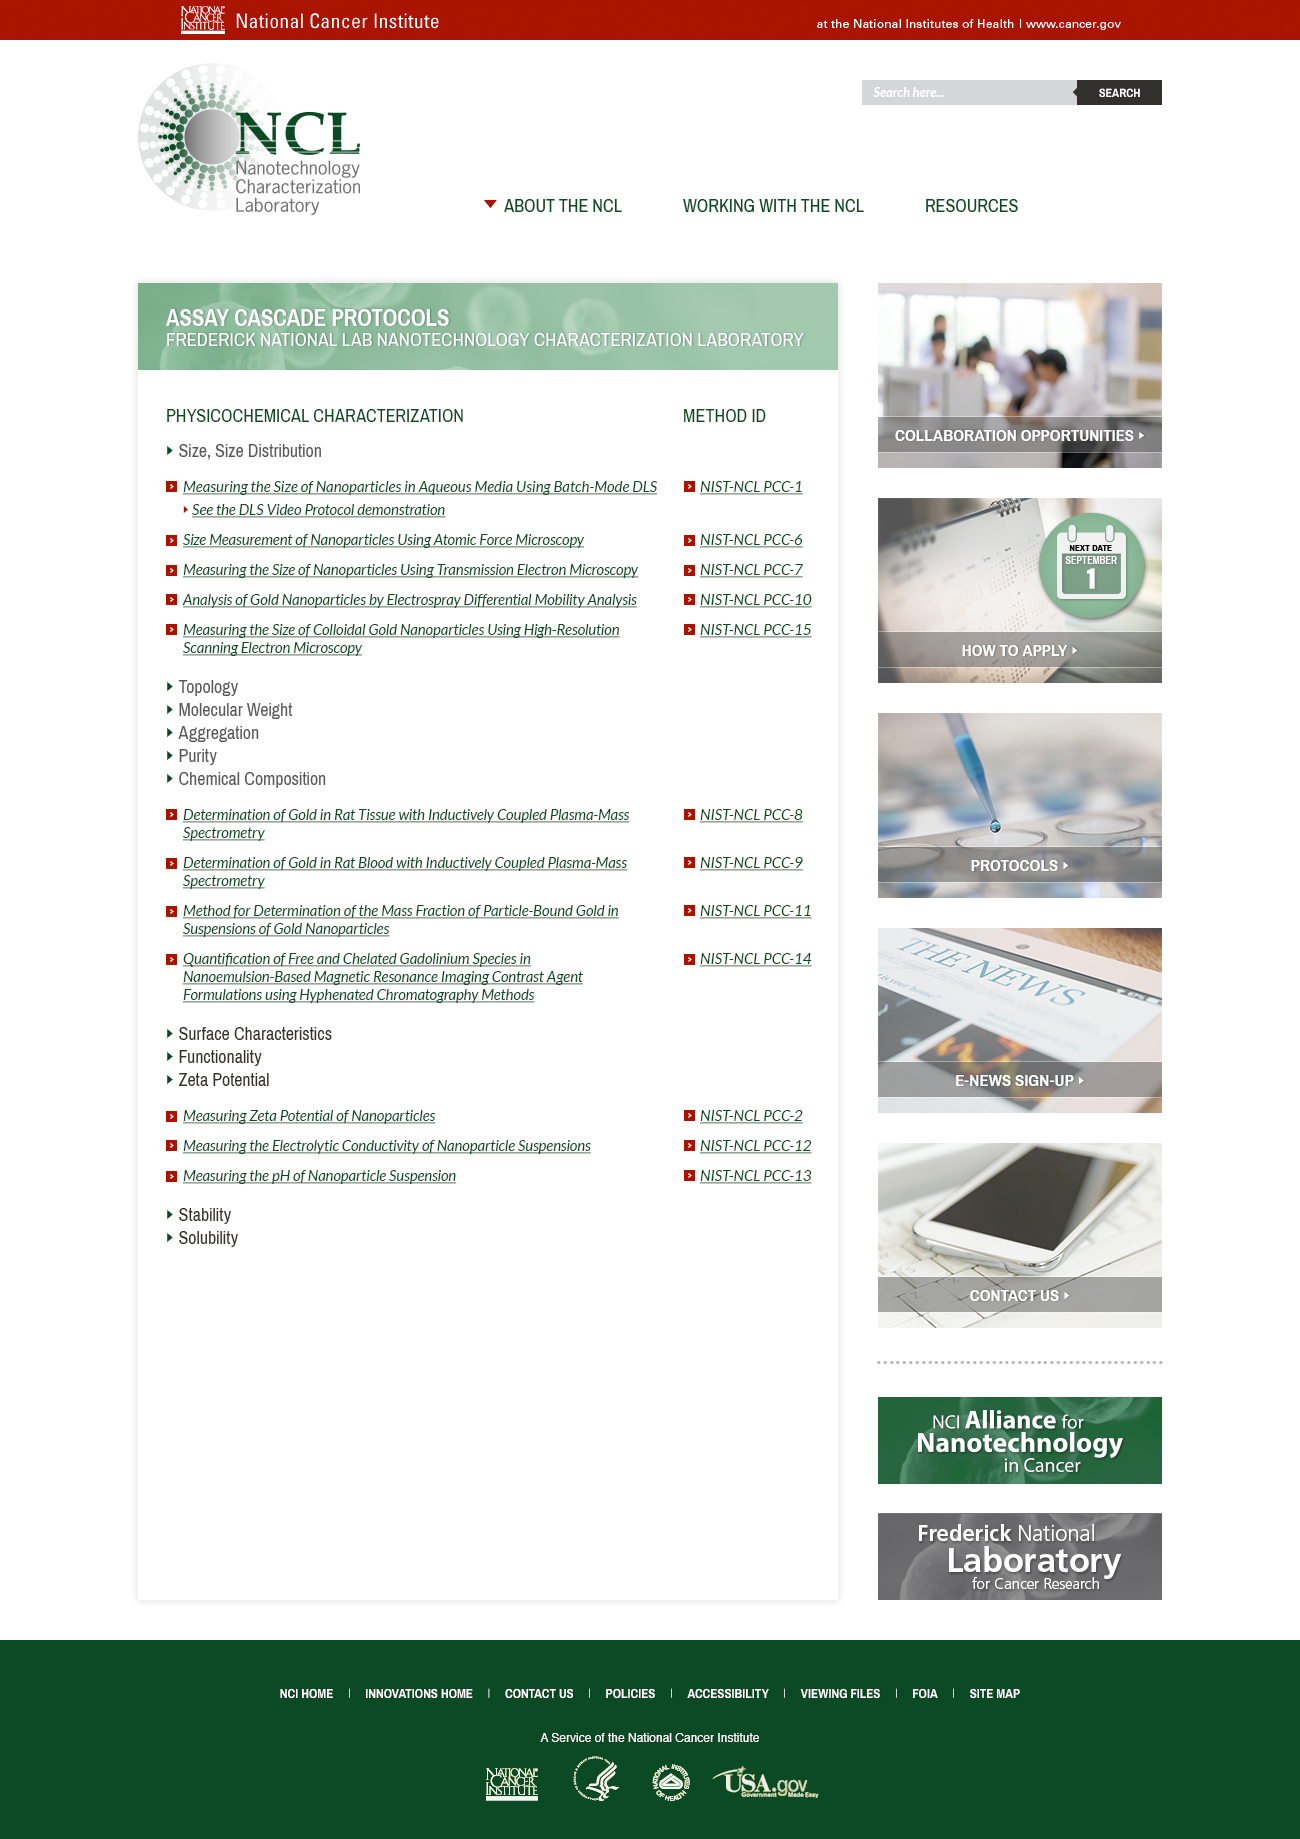 NATIONAL CANCER INSTITUTE
National Cancer Institute
at the National Institutes of Health | www.cancer.gov
Search here...
SEARCH
NCL
Nanotechnology
Characterization
Laboratory
ABOUT THE NCL
WORKING WITH THE NCL
RESOURCES
ASSAY CASCADE PROTOCOLS
FREDERICK NATIONAL LAB NANOTECHNOLOGY CHARACTERIZATION LABORATORY
PHYSICOCHEMICAL CHARACTERIZATION
METHOD ID
Size, Size Distribution
Measuring the Size of Nanoparticles in Aqueous Media Using Batch-Mode DLS
NIST-NCL PCC-1
See the DLS Video Protocol demonstration
Size Measurement of Nanoparticles Using Atomic Force Microscopy
NIST-NCL PCC-6
Measuring the Size of Nanoparticles Using Transmission Electron Microscopy
NIST-NCL PCC-7
Analysis of Gold Nanoparticles by Electrospray Differential Mobility Analysis
NIST-NCL PCC-10
Measuring the Size of Colloidal Gold Nanoparticles Using High-Resolution
Scanning Electron Microscopy
NIST-NCL PCC-15
Topology
Molecular Weight
Aggregation
Purity
Chemical Composition
Determination of Gold in Rat Tissue with Inductively Coupled Plasma-Mass
Spectrometry
NIST-NCL PCC-8
Determination of Gold in Rat Blood with Inductively Coupled Plasma-Mass
Spectrometry
NIST-NCL PCC-9
Method for Determination of the Mass Fraction of Particle-Bound Gold in
Suspensions of Gold Nanoparticles
NIST-NCL PCC-11
Quantification of Free and Chelated Gadolinium Species in
Nanoemulsion-Based Magnetic Resonance Imaging Contrast Agent
Formulations using Hyphenated Chromatography Methods
NIST-NCL PCC-14
Surface Characteristics
Functionality
Zeta Potential
Measuring Zeta Potential of Nanoparticles
NIST-NCL PCC-2
Measuring the Electrolytic Conductivity of Nanoparticle Suspensions
NIST-NCL PCC-12
Measuring the pH of Nanoparticle Suspension
NIST-NCL PCC-13
Stability
Solubility
COLLABORATION OPPORTUNITIES
NEXT DATE
SEPTEMBER
1
HOW TO APPLY
PROTOCOLS
THE NEWS
E-NEWS SIGN-UP
CONTACT US
NCI Alliance for
Nanotechnology
in Cancer
Frederick National
Laboratory
for Cancer Research
NCI HOME | INNOVATIONS HOME | CONTACT US | POLICIES | ACCESSIBILITY | VIEWING FILES | FOIA | SITE MAP
A Service of the National Cancer Institute
NATIONAL CANCER INSTITUTE
NATIONAL INSTITUTES OF HEALTH
USA.gov
Government Made Easy